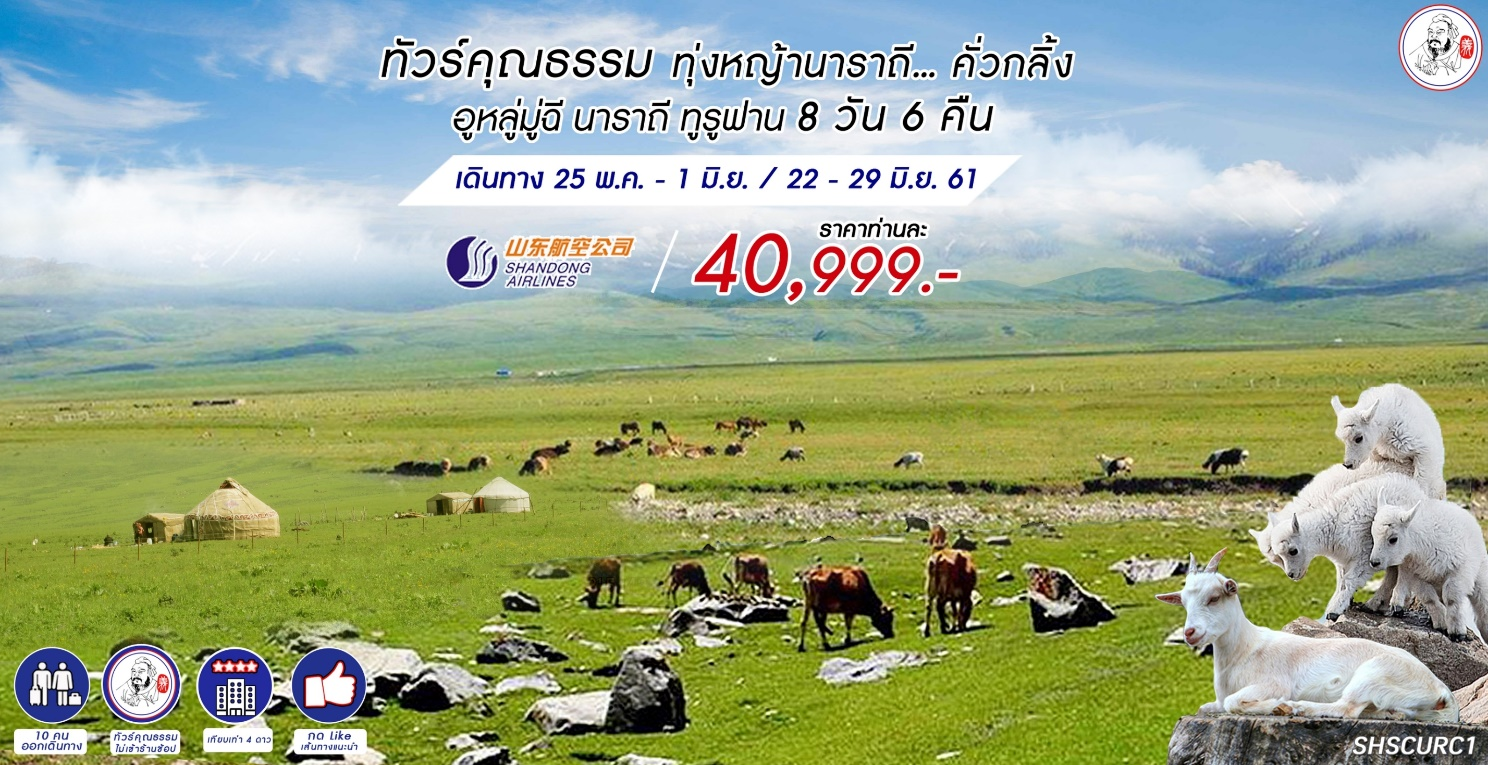 ทัวร์คุณธรรม ทุ่งหญ้านาราถี... คั่วกลิ้ง
อูหลู่มู่ฉี นาราถี ทูรูฟาน 8 วัน 6 คืน
เดินทาง 25 พ.ค. - 1 มิ.ย. / 22 - 29 มิ.ย. 61
山东航空公司
SHANDONG
AIRLINES
ราคาท่านละ
40,999.-
10 คน
ออกเดินทาง
ทัวร์คุณธรรม
ไม่เข้าร้านช้อป
เทียบเท่า 4 ดาว
กด Like
เส้นทางแนะนำ
SHSCURC1